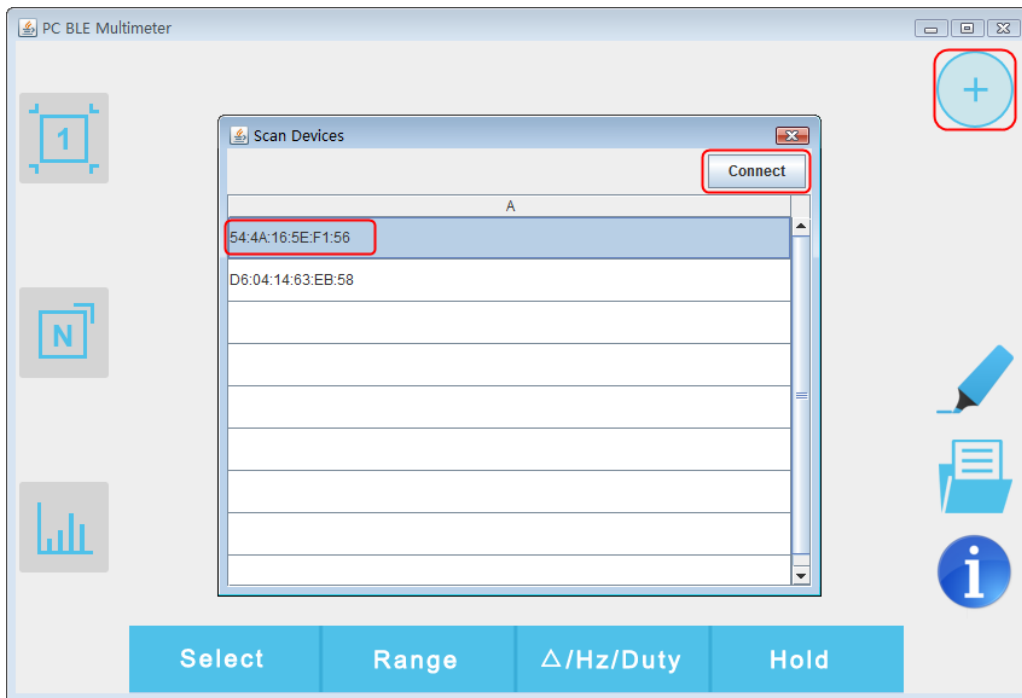 PC BLE Multimeter
+
1
Scan Devices
Connect
A
54:4A:16:5E:F1:56
D6:04:14:63:EB:58
N
i
Select
Range
△/Hz/Duty
Hold